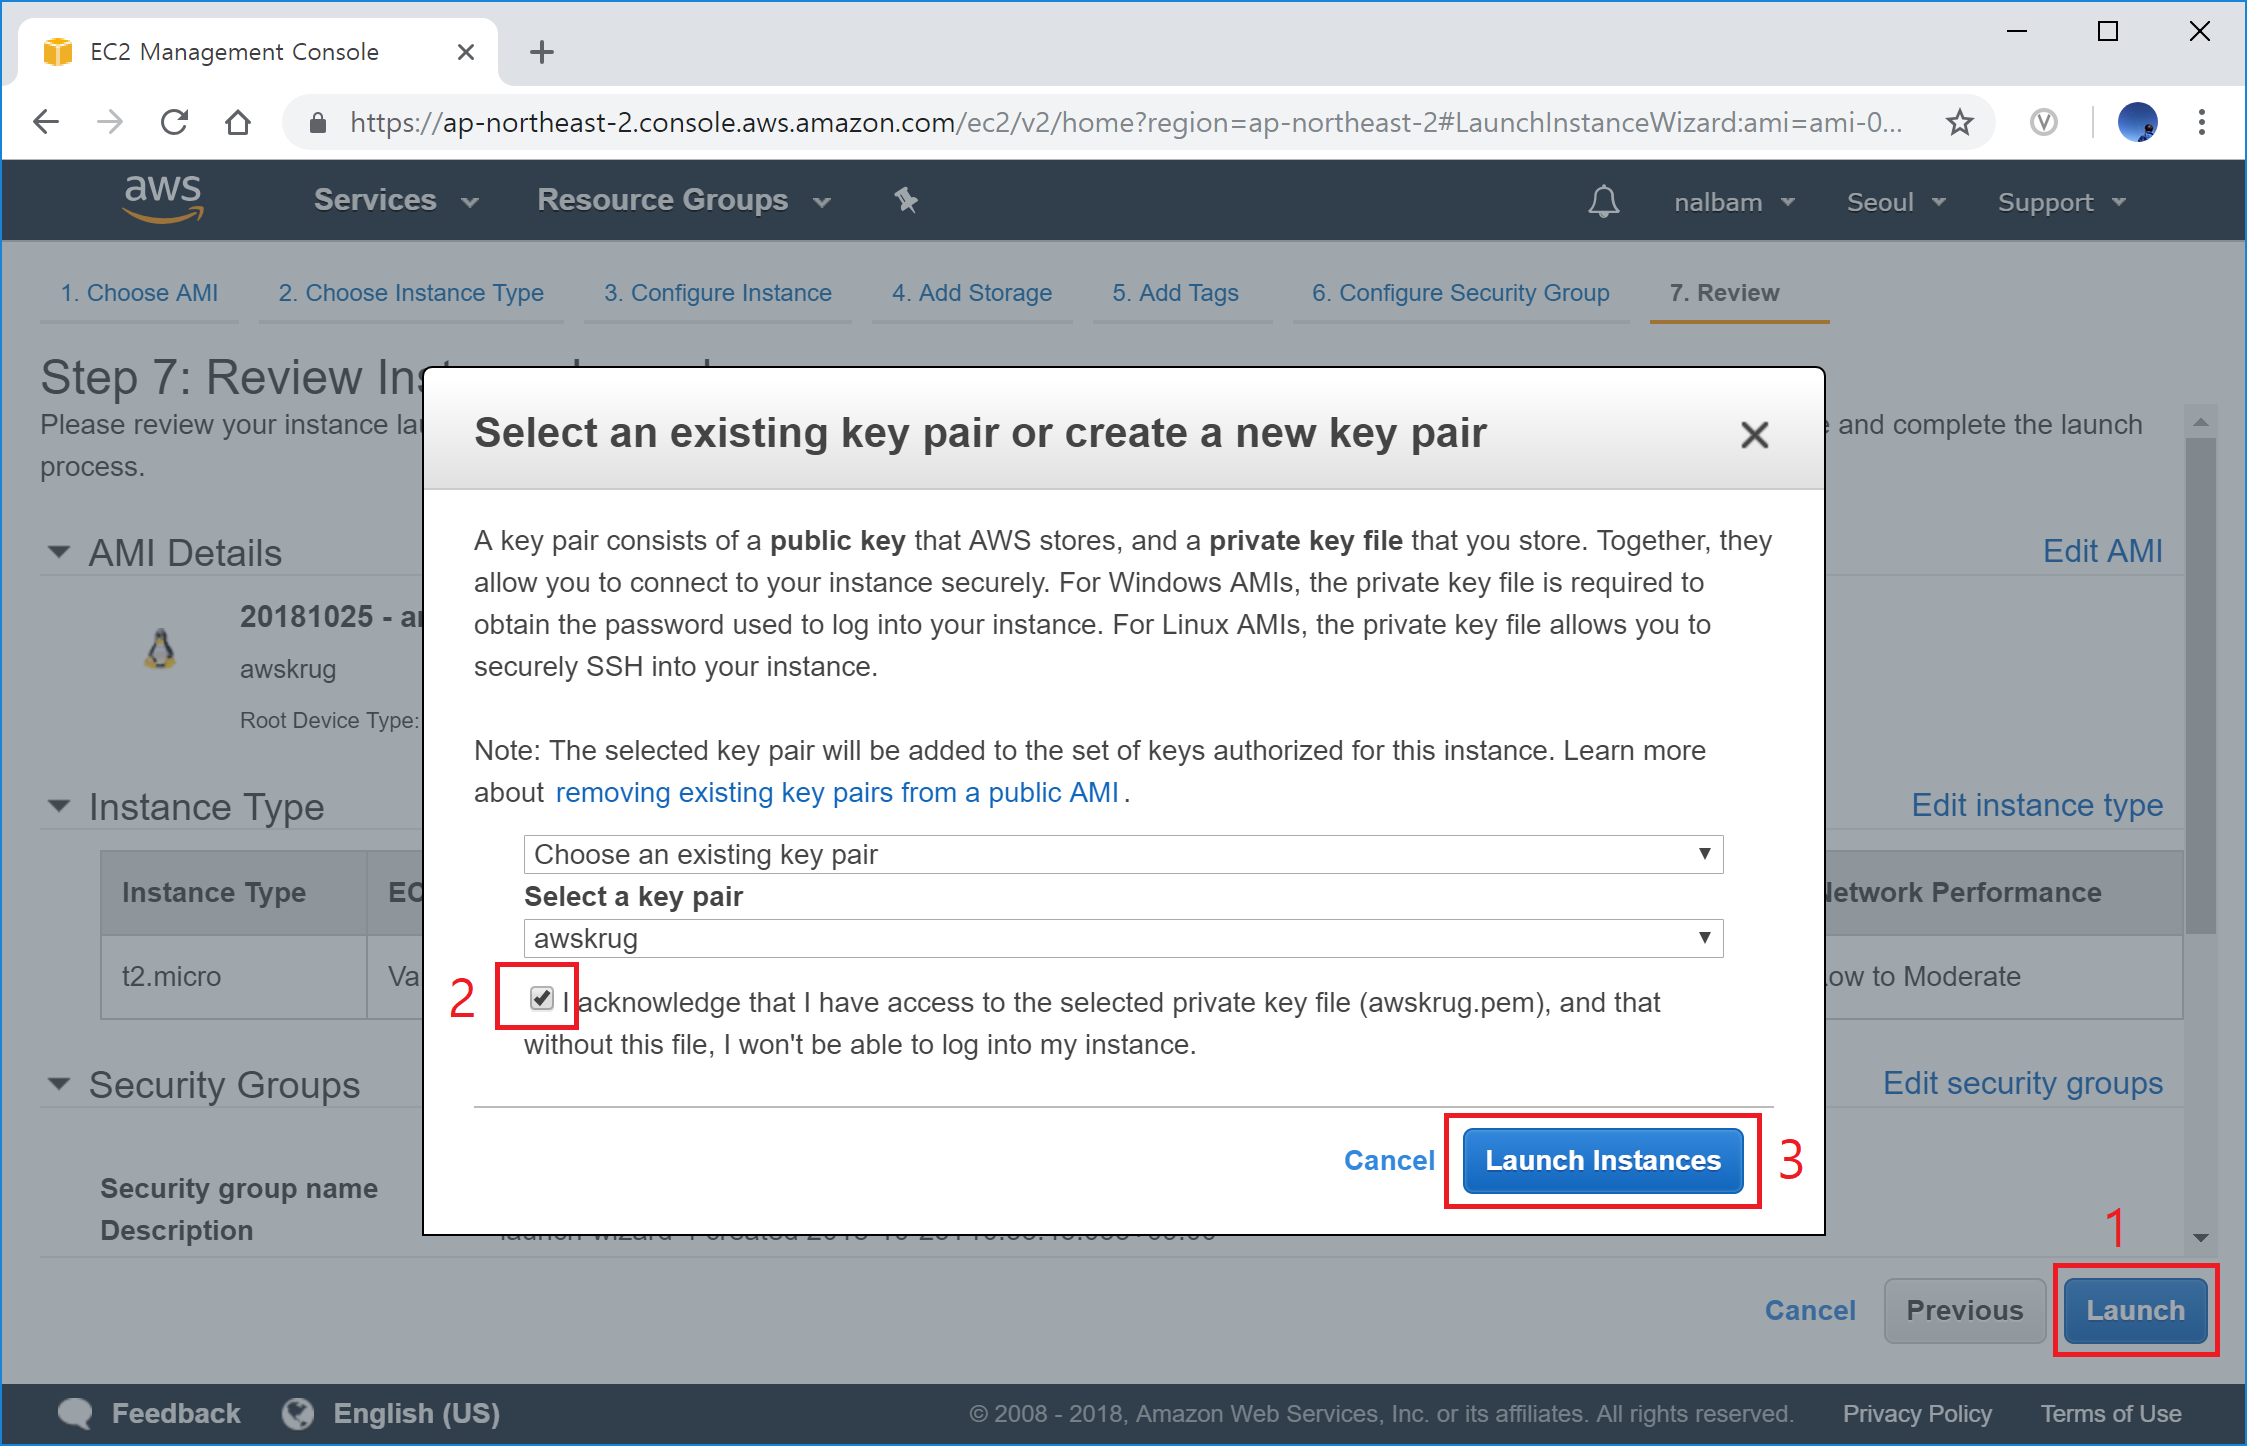 EC2 Management Console
https://ap-northeast-2.console.aws.amazon.com/ec2/v2/home?region=ap-northeast-2#LaunchInstanceWizard:ami=ami-0...
aws Services Resource Groups nalbam Seoul Support
1. Choose AMI 2. Choose Instance Type 3. Configure Instance 4. Add Storage 5. Add Tags 6. Configure Security Group 7. Review
Step 7: Review
Please review your instance and complete the launch
process.
Select an existing key pair or create a new key pair
A key pair consists of a public key that AWS stores, and a private key file that you store. Together, they
allow you to connect to your instance securely. For Windows AMIs, the private key file is required to
obtain the password used to log into your instance. For Linux AMIs, the private key file allows you to
securely SSH into your instance.
Note: The selected key pair will be added to the set of keys authorized for this instance. Learn more
about removing existing key pairs from a public AMI.
Choose an existing key pair
Select a key pair
awskrug
2
I acknowledge that I have access to the selected private key file (awskrug.pem), and that
without this file, I won't be able to log into my instance.
Cancel Launch Instances 3
AMI Details Edit AMI
20181025 -
awskrug
Root Device Type:
Instance Type Edit instance type
Instance Type Network Performance
t2.micro Low to Moderate
Security Groups Edit security groups
Security group name
Description
1
Cancel Previous Launch
Feedback English (US) © 2008 - 2018, Amazon Web Services, Inc. or its affiliates. All rights reserved. Privacy Policy Terms of Use